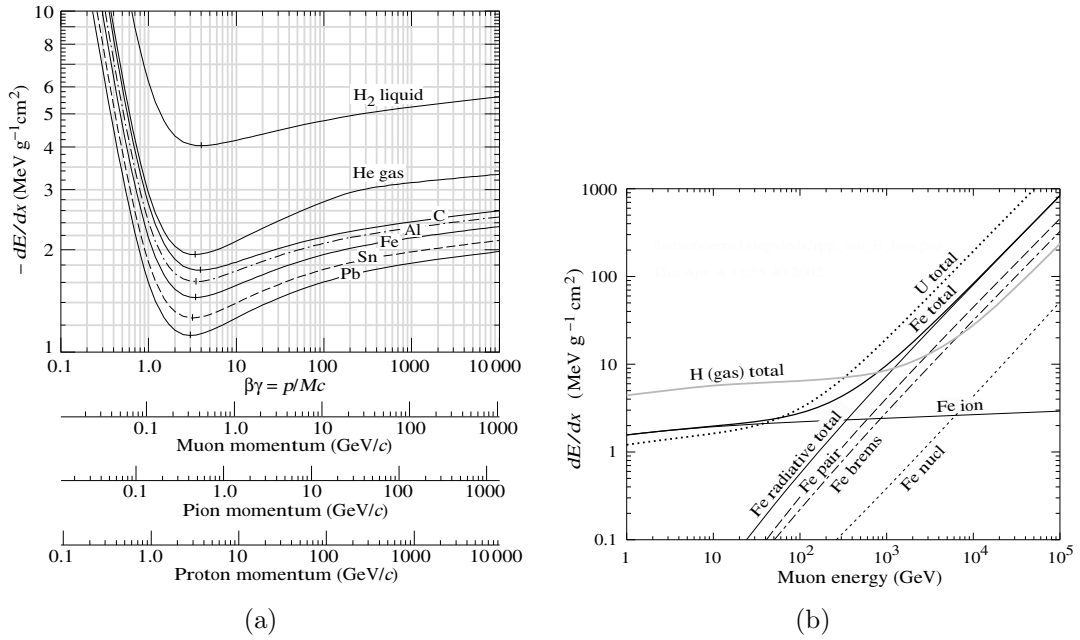 10
8
6
5
4
3
2
1
− dE/dx (MeV g⁻¹cm²)
H₂ liquid
He gas
C
Al
Fe
Sn
Pb
0.1 1.0 10 100 1000 10 000
βγ = p/Mc
0.1 1.0 10 100 1000
Muon momentum (GeV/c)
0.1 1.0 10 100 1000
Pion momentum (GeV/c)
0.1 1.0 10 100 1000 10 000
Proton momentum (GeV/c)
(a)
1000
100
10
1
0.1
dE/dx (MeV g⁻¹ cm²)
U total
Fe total
H (gas) total
Fe ion
Fe radiative total
Fe pair
Fe brems
Fe nucl
1 10 10² 10³ 10⁴ 10⁵
Muon energy (GeV)
(b)